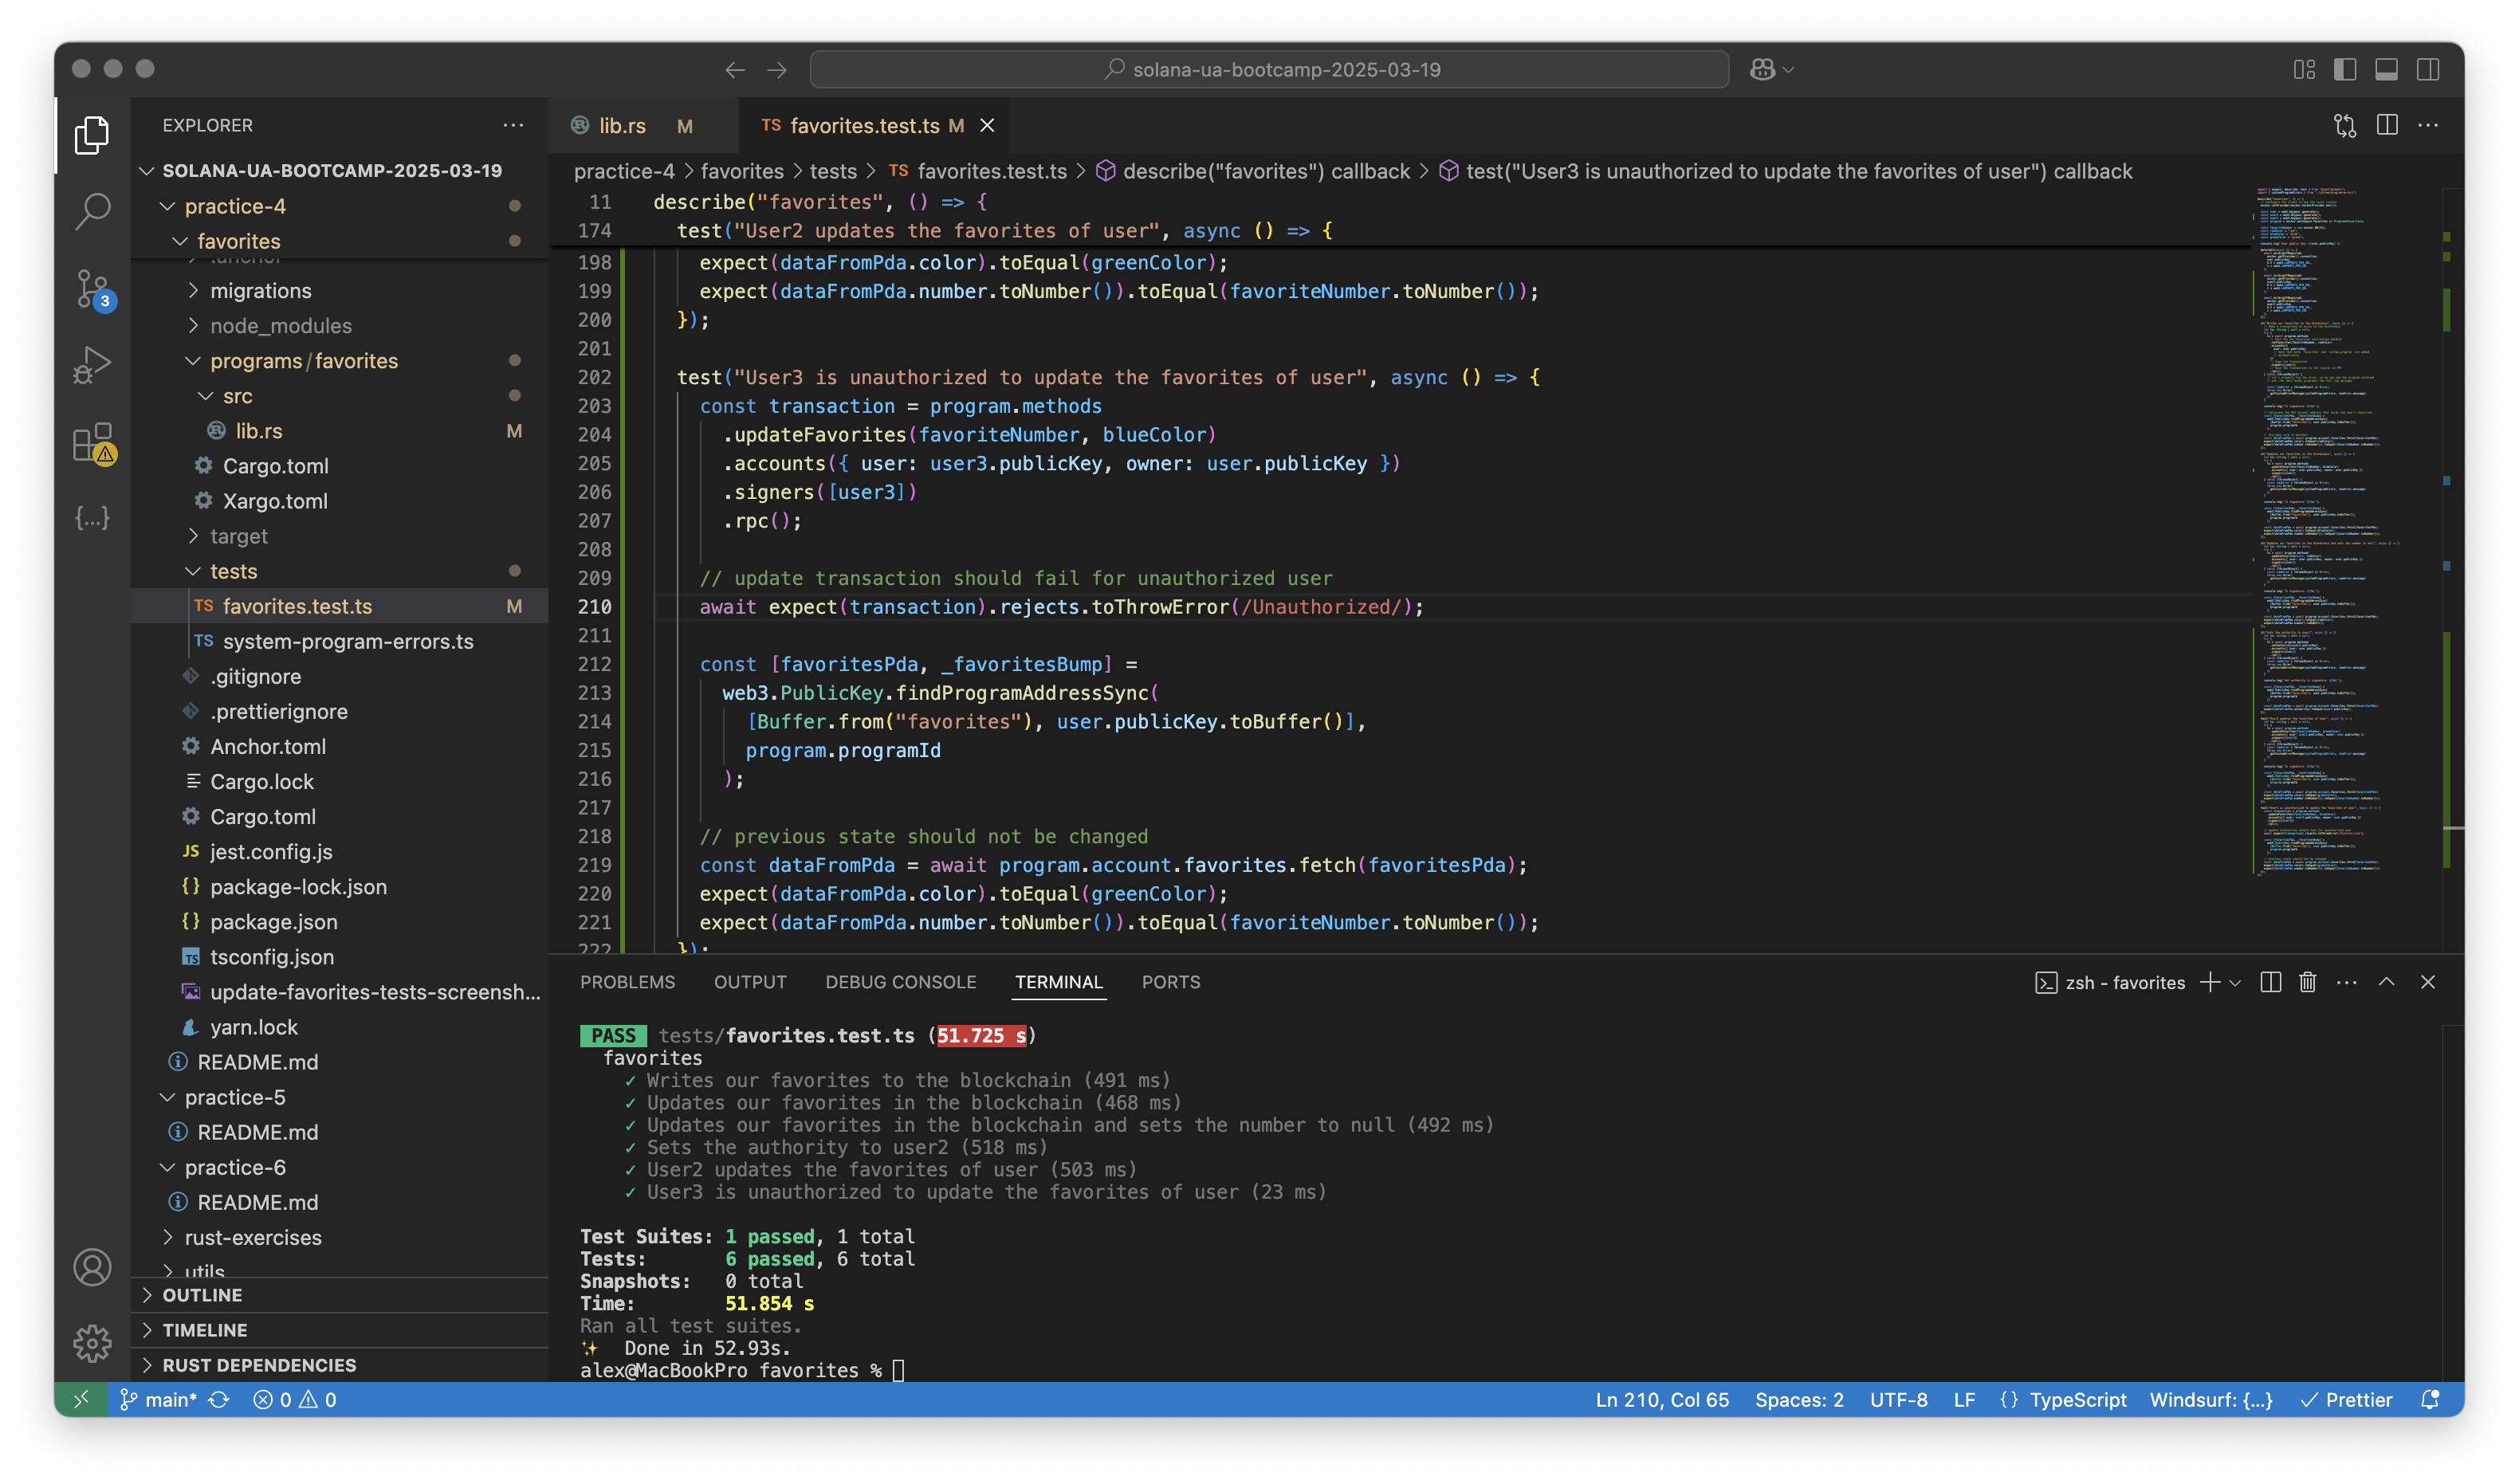 solana-ua-bootcamp-2025-03-19
EXPLORER
SOLANA-UA-BOOTCAMP-2025-03-19
practice-4
favorites
.anchor
migrations
node_modules
programs/favorites
src
lib.rs M
Cargo.toml
Xargo.toml
target
tests
TS favorites.test.ts M
TS system-program-errors.ts
.gitignore
.prettierignore
Anchor.toml
Cargo.lock
Cargo.toml
JS jest.config.js
{} package-lock.json
{} package.json
TS tsconfig.json
update-favorites-tests-screensh...
yarn.lock
README.md
practice-5
README.md
practice-6
README.md
rust-exercises
utils
OUTLINE
TIMELINE
RUST DEPENDENCIES
3
{...}
lib.rs M
TS favorites.test.ts M
practice-4 > favorites > tests > TS favorites.test.ts > describe("favorites") callback > test("User3 is unauthorized to update the favorites of user") callback
11 describe("favorites", () => {
174 test("User2 updates the favorites of user", async () => {
198 expect(dataFromPda.color).toEqual(greenColor);
199 expect(dataFromPda.number.toNumber()).toEqual(favoriteNumber.toNumber());
200 });
201
202 test("User3 is unauthorized to update the favorites of user", async () => {
203 const transaction = program.methods
204 .updateFavorites(favoriteNumber, blueColor)
205 .accounts({ user: user3.publicKey, owner: user.publicKey })
206 .signers([user3])
207 .rpc();
208
209 // update transaction should fail for unauthorized user
210 await expect(transaction).rejects.toThrowError(/Unauthorized/);
211
212 const [favoritesPda, _favoritesBump] =
213 web3.PublicKey.findProgramAddressSync(
214 [Buffer.from("favorites"), user.publicKey.toBuffer()],
215 program.programId
216 );
217
218 // previous state should not be changed
219 const dataFromPda = await program.account.favorites.fetch(favoritesPda);
220 expect(dataFromPda.color).toEqual(greenColor);
221 expect(dataFromPda.number.toNumber()).toEqual(favoriteNumber.toNumber());
222 });
PROBLEMS OUTPUT DEBUG CONSOLE TERMINAL PORTS
zsh - favorites
PASS tests/favorites.test.ts (51.725 s)
favorites
✓ Writes our favorites to the blockchain (491 ms)
✓ Updates our favorites in the blockchain (468 ms)
✓ Updates our favorites in the blockchain and sets the number to null (492 ms)
✓ Sets the authority to user2 (518 ms)
✓ User2 updates the favorites of user (503 ms)
✓ User3 is unauthorized to update the favorites of user (23 ms)
Test Suites: 1 passed, 1 total
Tests: 6 passed, 6 total
Snapshots: 0 total
Time: 51.854 s
Ran all test suites.
✨ Done in 52.93s.
alex@MacBookPro favorites %
main* 0 0
Ln 210, Col 65 Spaces: 2 UTF-8 LF {} TypeScript Windsurf: {...} Prettier